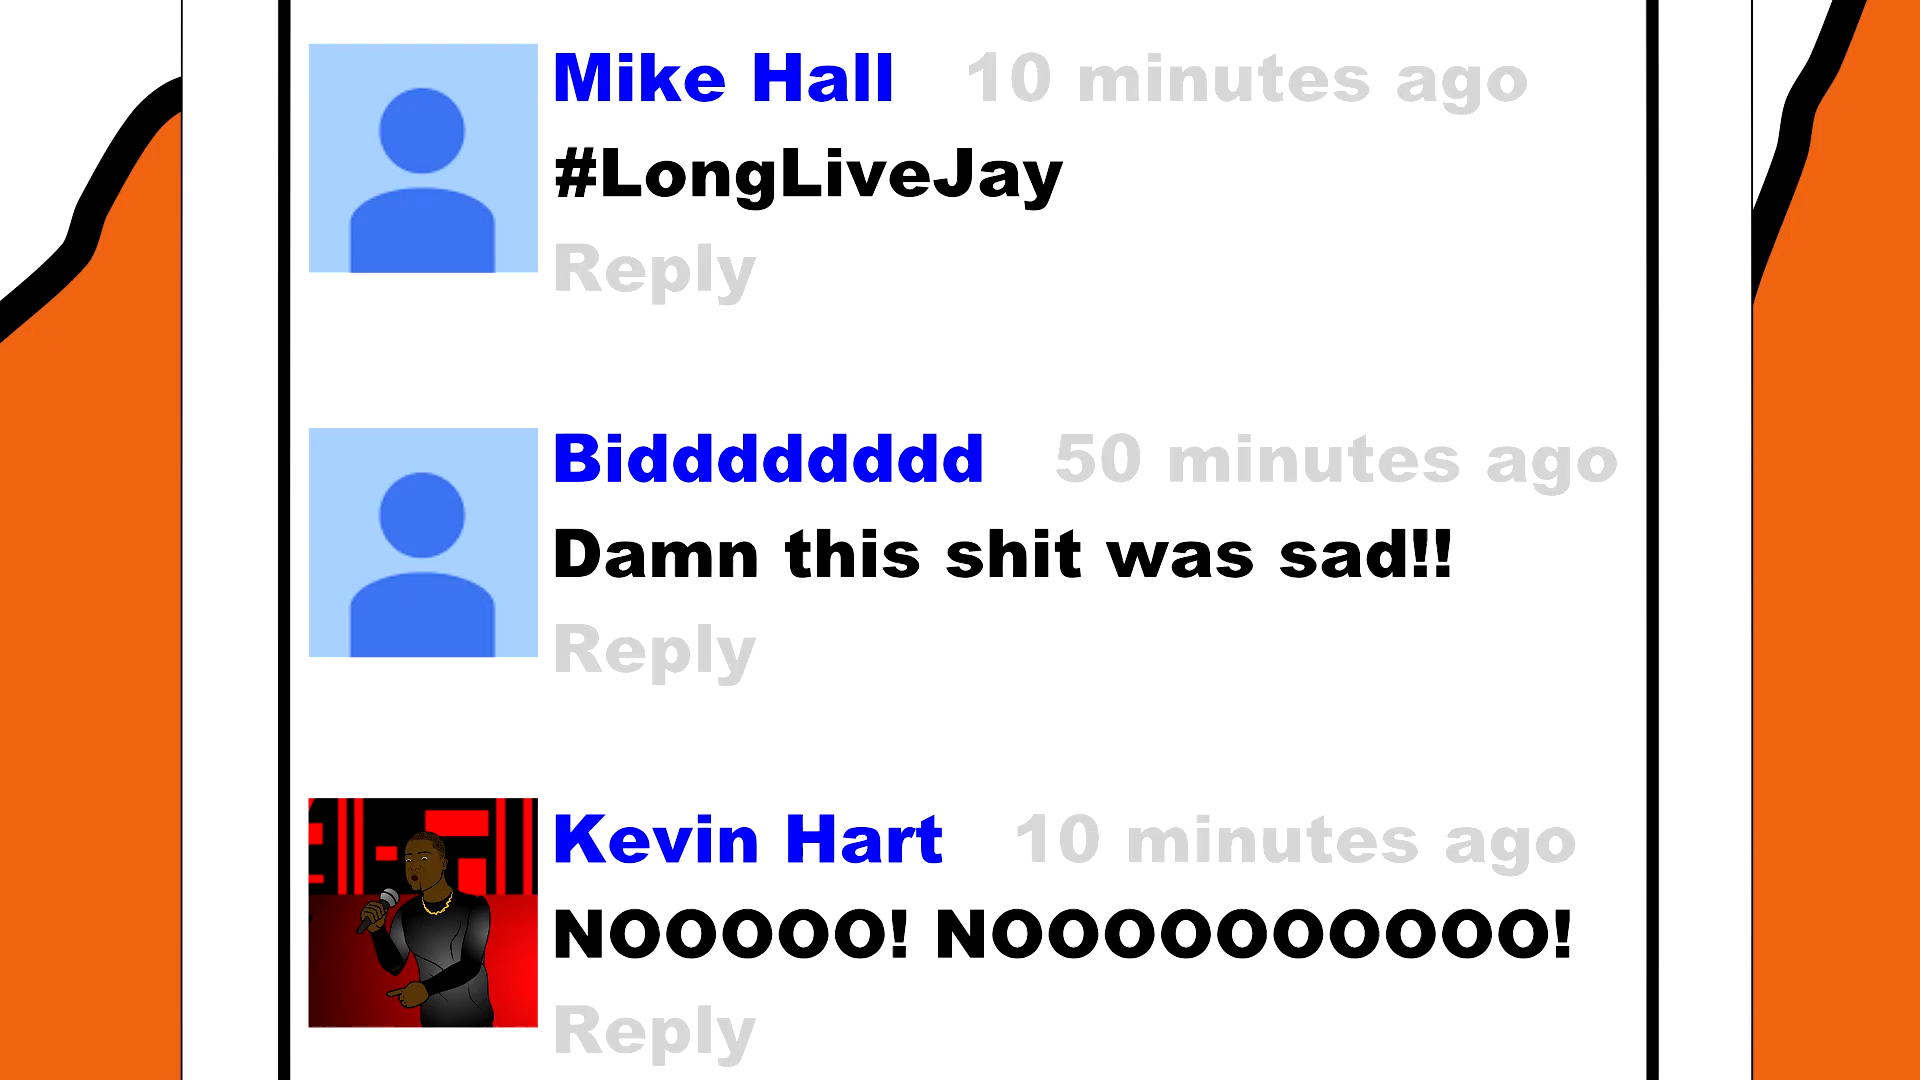 Mike Hall 10 minutes ago
#LongLiveJay
Reply
Bidddddddd 50 minutes ago
Damn this shit was sad!!
Reply
Kevin Hart 10 minutes ago
NOOOOO! NOOOOOOOOOO!
Reply